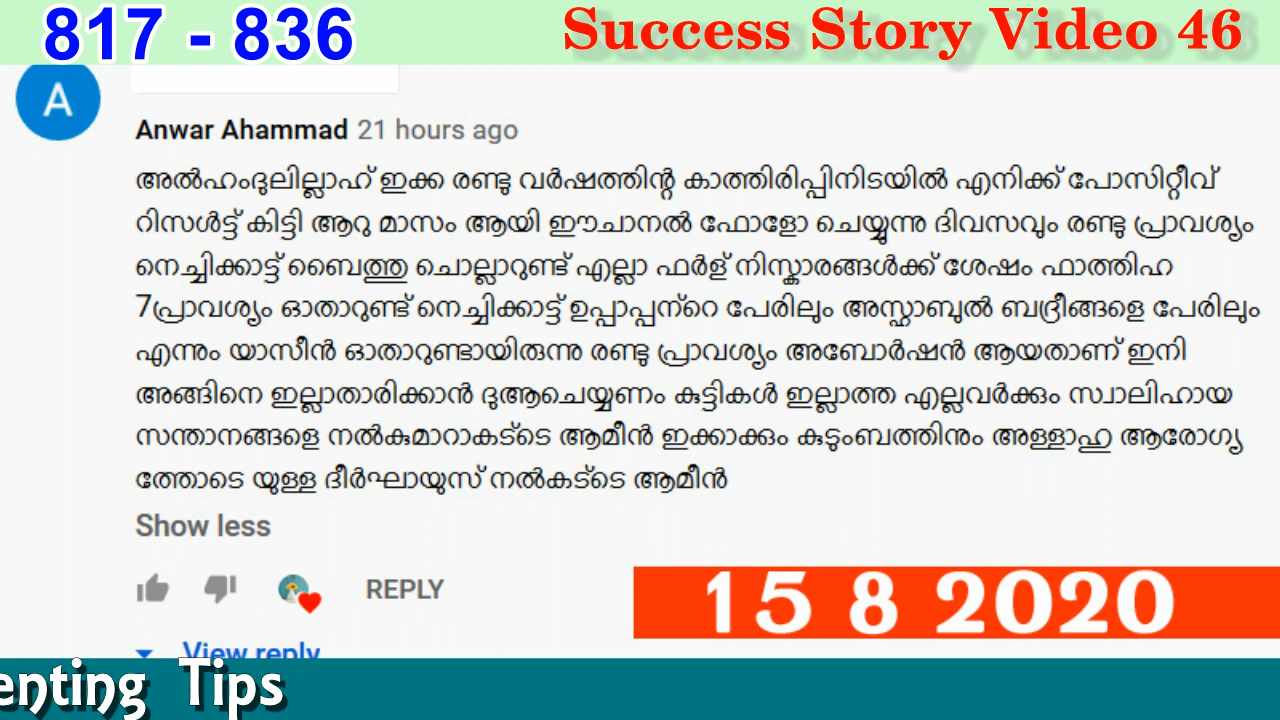 817 - 836
Success Story Video 46
A
Anwar Ahammad 21 hours ago
അൽഹംദുലില്ലാഹ് ഇക്ക രണ്ടു വർഷത്തിന്റ കാത്തിരിപ്പിനിടയിൽ എനിക്ക് പോസിറ്റീവ്
റിസൾട്ട് കിട്ടി ആറു മാസം ആയി ഈചാനൽ ഫോളോ ചെയ്യുന്നു ദിവസവും രണ്ടു പ്രാവശ്യം
നെച്ചിക്കാട്ട് ബൈത്തു ചൊല്ലാറുണ്ട് എല്ലാ ഫർള് നിസ്കാരങ്ങൾക്ക് ശേഷം ഫാത്തിഹ
7പ്രാവശ്യം ഓതാറുണ്ട് നെച്ചിക്കാട്ട് ഉപ്പാപ്പന്റെ പേരിലും അസ്ഹാബുൽ ബദ്രീങ്ങളെ പേരിലും
എന്നും യാസീൻ ഓതാറുണ്ടായിരുന്നു രണ്ടു പ്രാവശ്യം അബോർഷൻ ആയതാണ് ഇനി
അങ്ങിനെ ഇല്ലാതാരിക്കാൻ ദുആചെയ്യണം കുട്ടികൾ ഇല്ലാത്ത എല്ലവർക്കും സ്വാലിഹായ
സന്താനങ്ങളെ നൽകുമാറാകട്ടെ ആമീൻ ഇക്കാക്കും കുടുംബത്തിനും അള്ളാഹു ആരോഗ്യ
ത്തോടെ യുള്ള ദീർഘായുസ് നൽകട്ടെ ആമീൻ
Show less
REPLY
15 8 2020
View reply
enting Tips